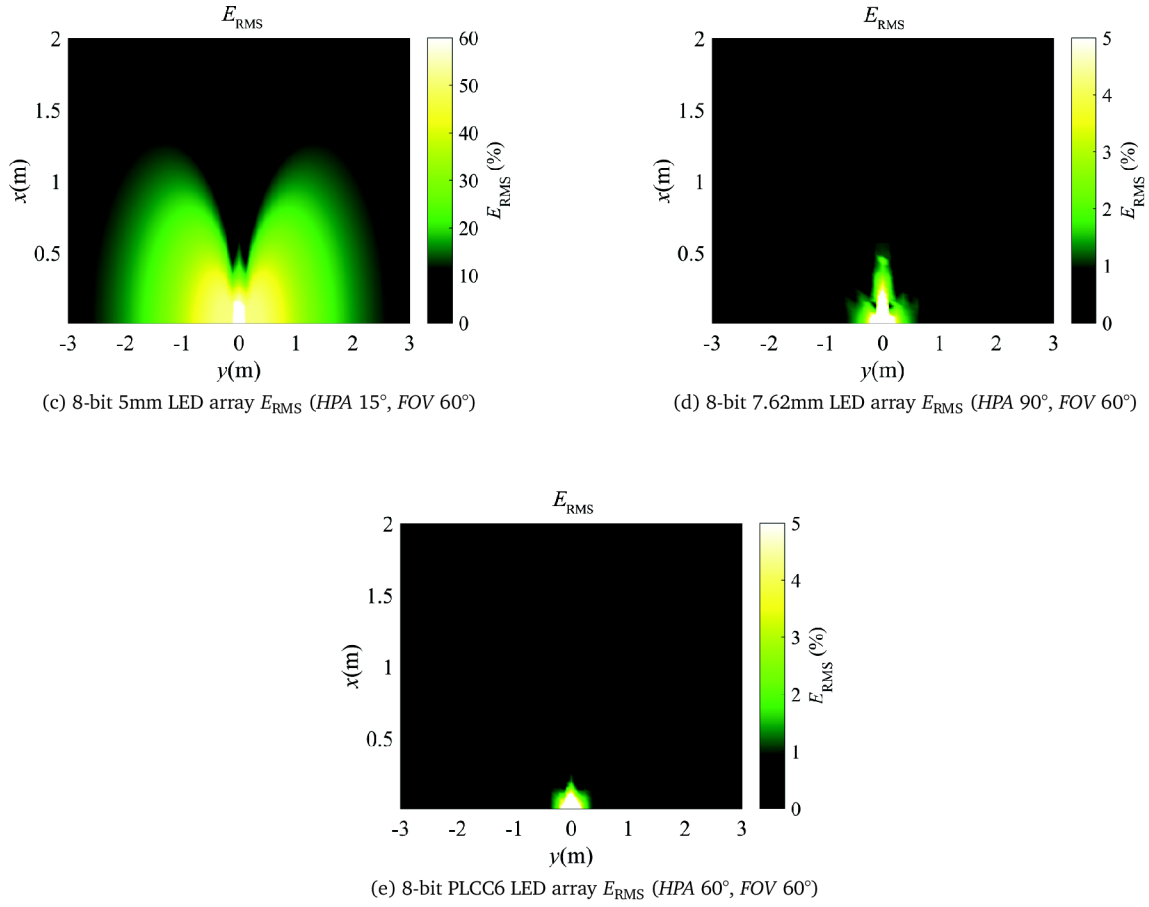 E_RMS
2
1.5
1
0.5
x(m)
-3 -2 -1 0 1 2 3
y(m)
60
50
40
30
20
10
0
E_RMS (%)
(c) 8-bit 5mm LED array E_RMS (HPA 15°, FOV 60°)
E_RMS
2
1.5
1
0.5
x(m)
-3 -2 -1 0 1 2 3
y(m)
5
4
3
2
1
0
E_RMS (%)
(d) 8-bit 7.62mm LED array E_RMS (HPA 90°, FOV 60°)
E_RMS
2
1.5
1
0.5
x(m)
-3 -2 -1 0 1 2 3
y(m)
5
4
3
2
1
0
E_RMS (%)
(e) 8-bit PLCC6 LED array E_RMS (HPA 60°, FOV 60°)